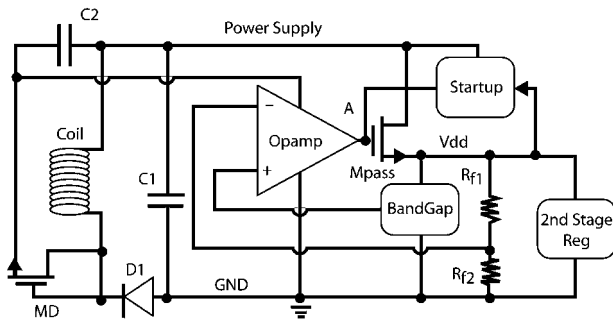 C2
Power Supply
A
Startup
−
Opamp
+
Coil
C1
Mpass
Vdd
Rf1
BandGap
2nd Stage
Reg
Rf2
D1
GND
MD